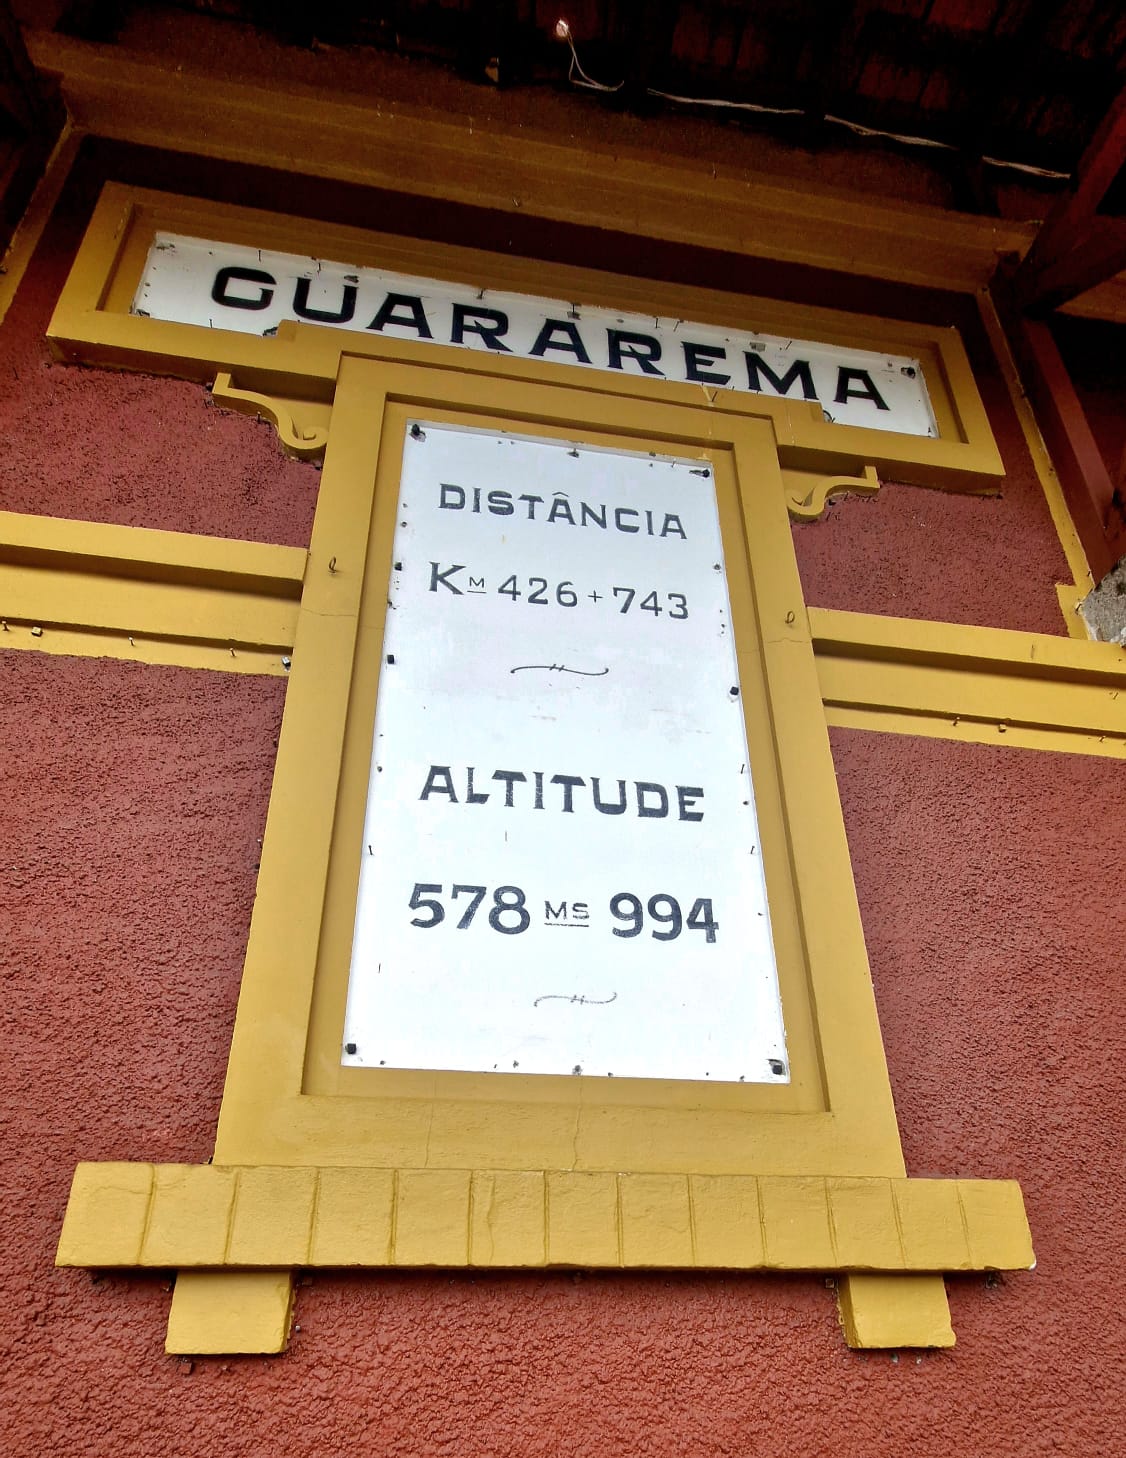 GUARAREMA
DISTÂNCIA
KM 426+743
ALTITUDE
578 MS 994